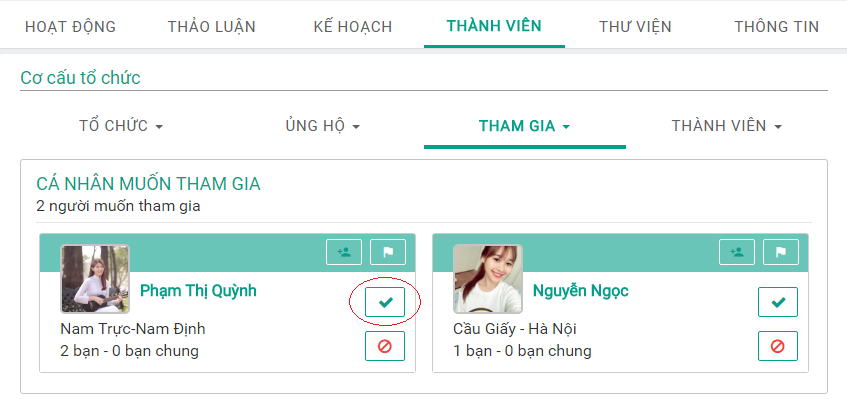 HOẠT ĐỘNG THẢO LUẬN KẾ HOẠCH THÀNH VIÊN THƯ VIỆN THÔNG TIN
Cơ cấu tổ chức
TỔ CHỨC ỦNG HỘ THAM GIA THÀNH VIÊN
CÁ NHÂN MUỐN THAM GIA
2 người muốn tham gia
Phạm Thị Quỳnh
Nam Trực-Nam Định
2 bạn - 0 bạn chung
Nguyễn Ngọc
Cầu Giấy - Hà Nội
1 bạn - 0 bạn chung